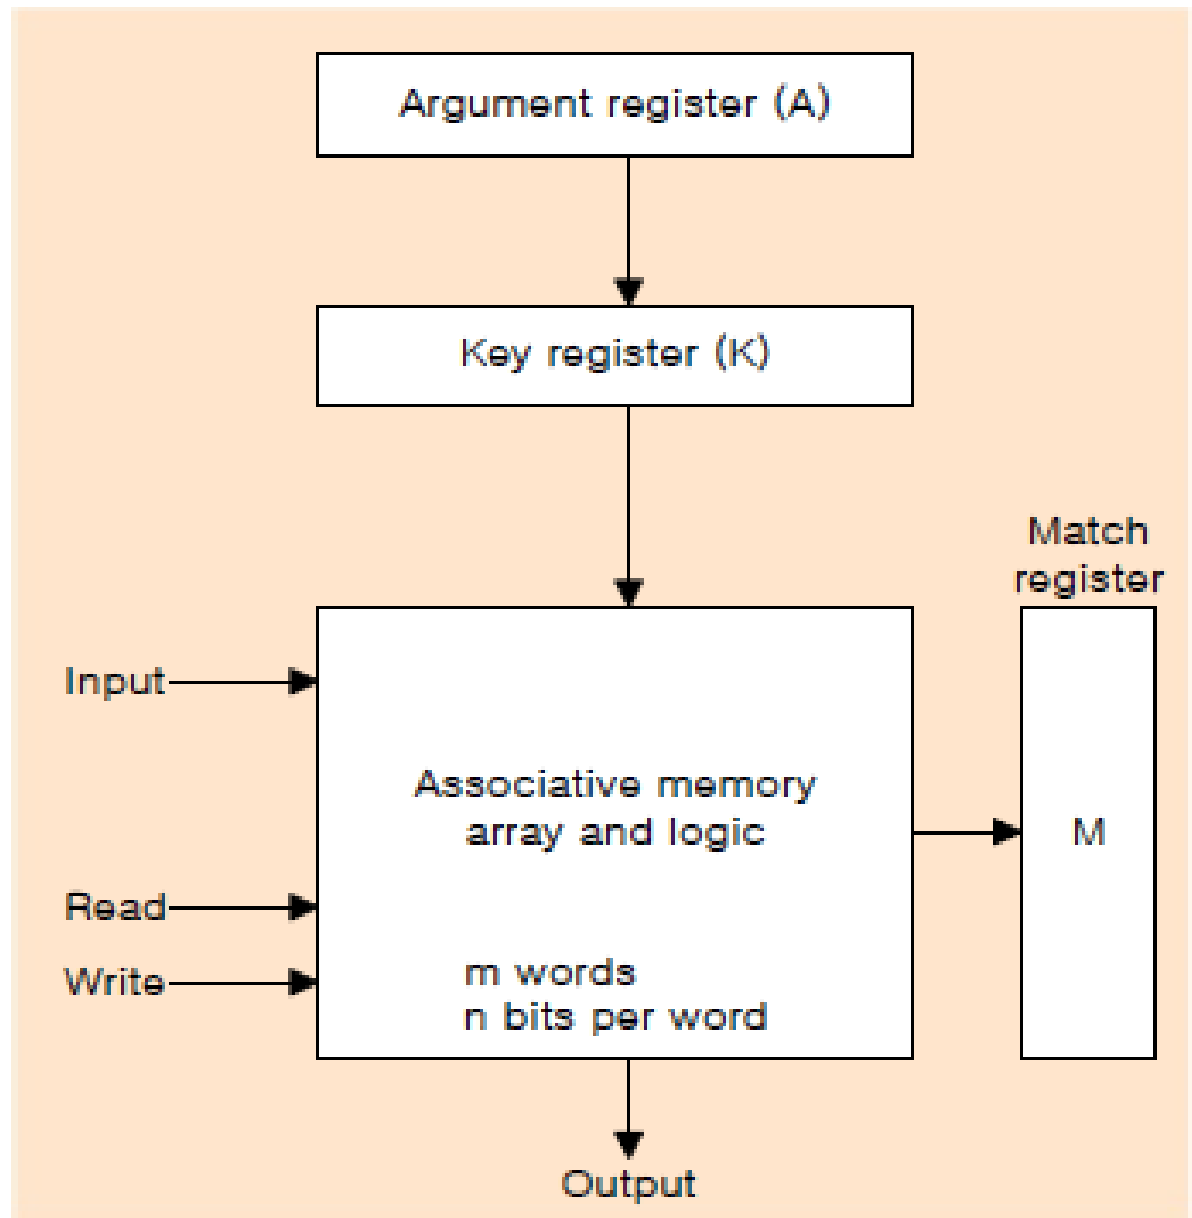 Argument register (A)
Key register (K)
Match
register
Input
Associative memory
array and logic
M
Read
Write
m words
n bits per word
Output